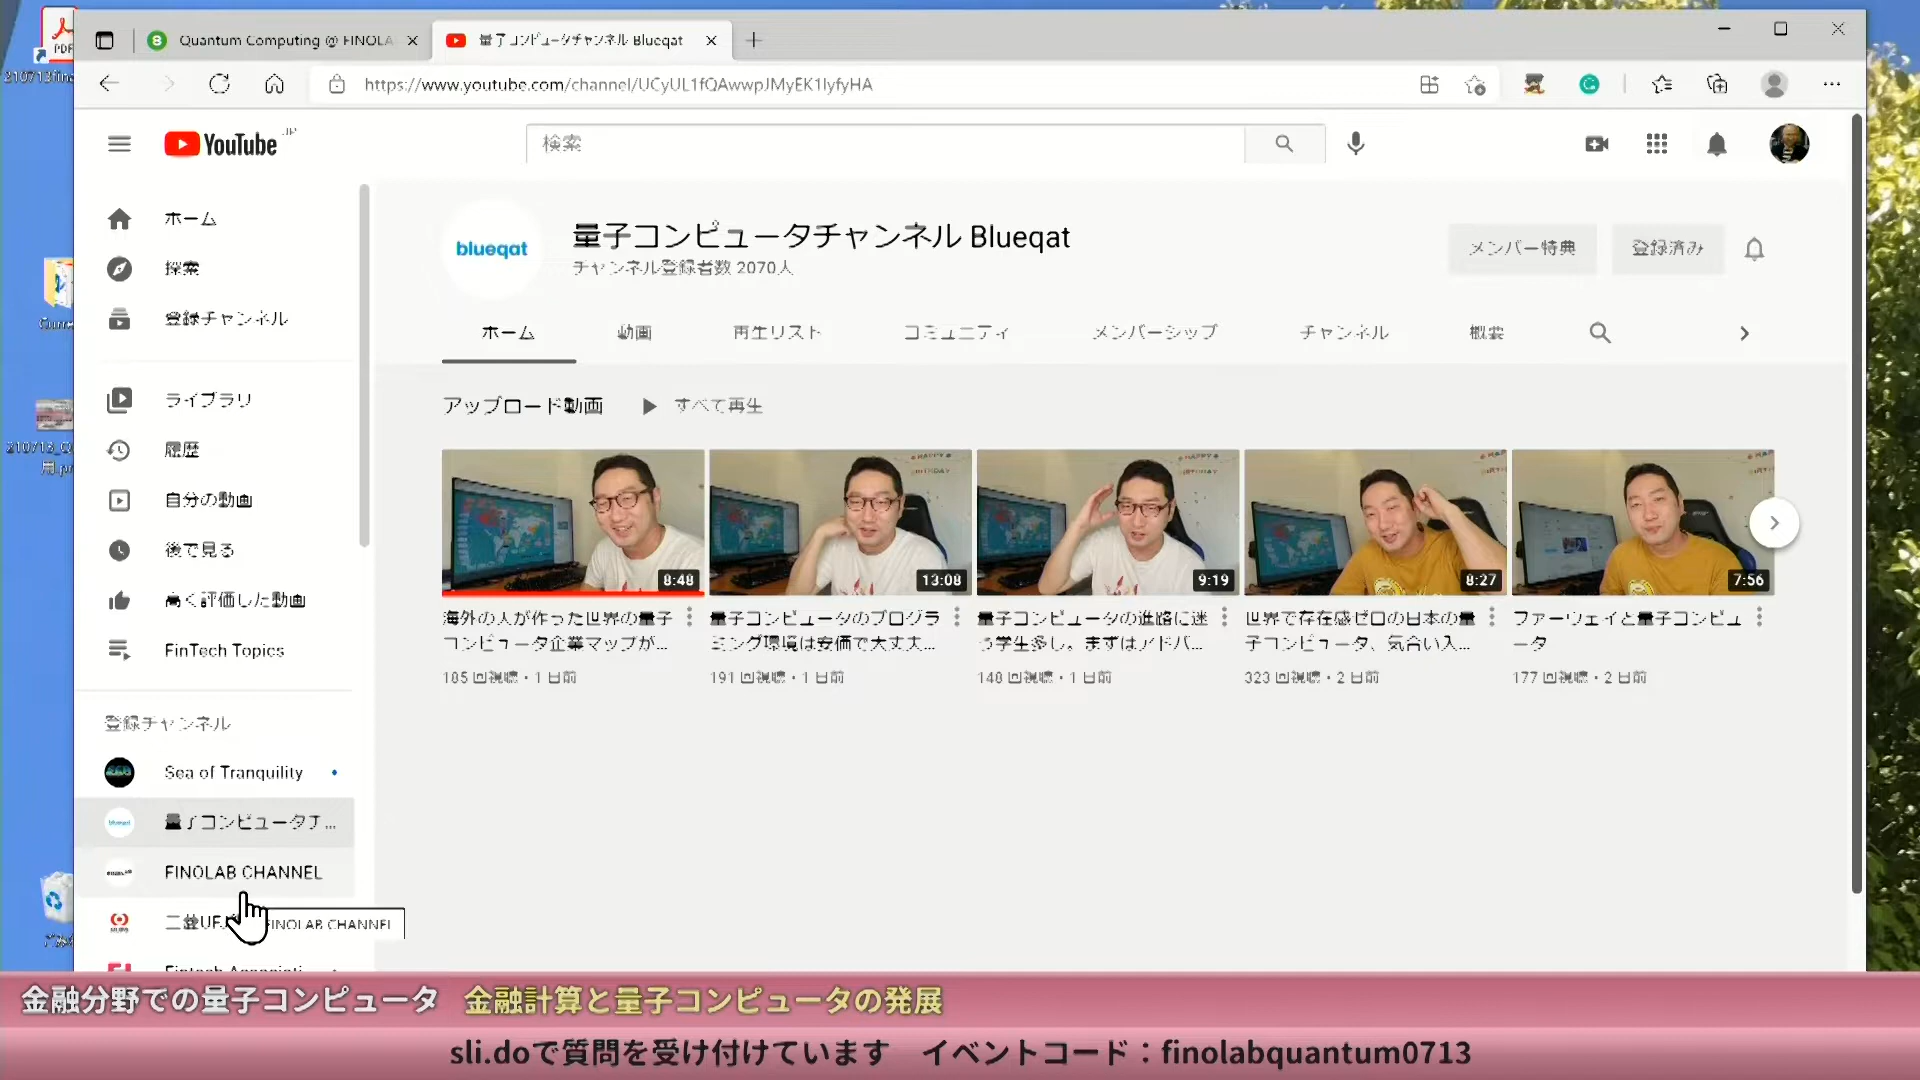 PDF
Quantum Computing @ FINOLA
量子コンピュータチャンネル Blueqat
https://www.youtube.com/channel/UCyUL1fQAwwpJMyEK1IyfyHA
YouTube JP
検索
ホーム
探索
登録チャンネル
ライブラリ
履歴
自分の動画
後で見る
高く評価した動画
FinTech Topics
登録チャンネル
Sea of Tranquility
量子コンピュータチ...
FINOLAB CHANNEL
FINOLAB CHANNEL
blueqat
量子コンピュータチャンネル Blueqat
チャンネル登録者数 2070人
メンバー特典
登録済み
ホーム
動画
再生リスト
コミュニティ
メンバーシップ
チャンネル
概要
アップロード動画
すべて再生
8:48
13:08
9:19
8:27
7:56
海外の人が作った世界の量子
コンピュータ企業マップが...
185 回視聴・1 日前
量子コンピュータのプログラ
ミング環境は安価で大丈夫...
191 回視聴・1 日前
量子コンピュータの進路に迷
う学生多し。まずはアドバ...
148 回視聴・1 日前
世界で存在感ゼロの日本の量
子コンピュータ、気合い入...
323 回視聴・2 日前
ファーウェイと量子コンピュ
ータ
177 回視聴・2 日前
金融分野での量子コンピュータ 金融計算と量子コンピュータの発展
sli.doで質問を受け付けています イベントコード：finolabquantum0713